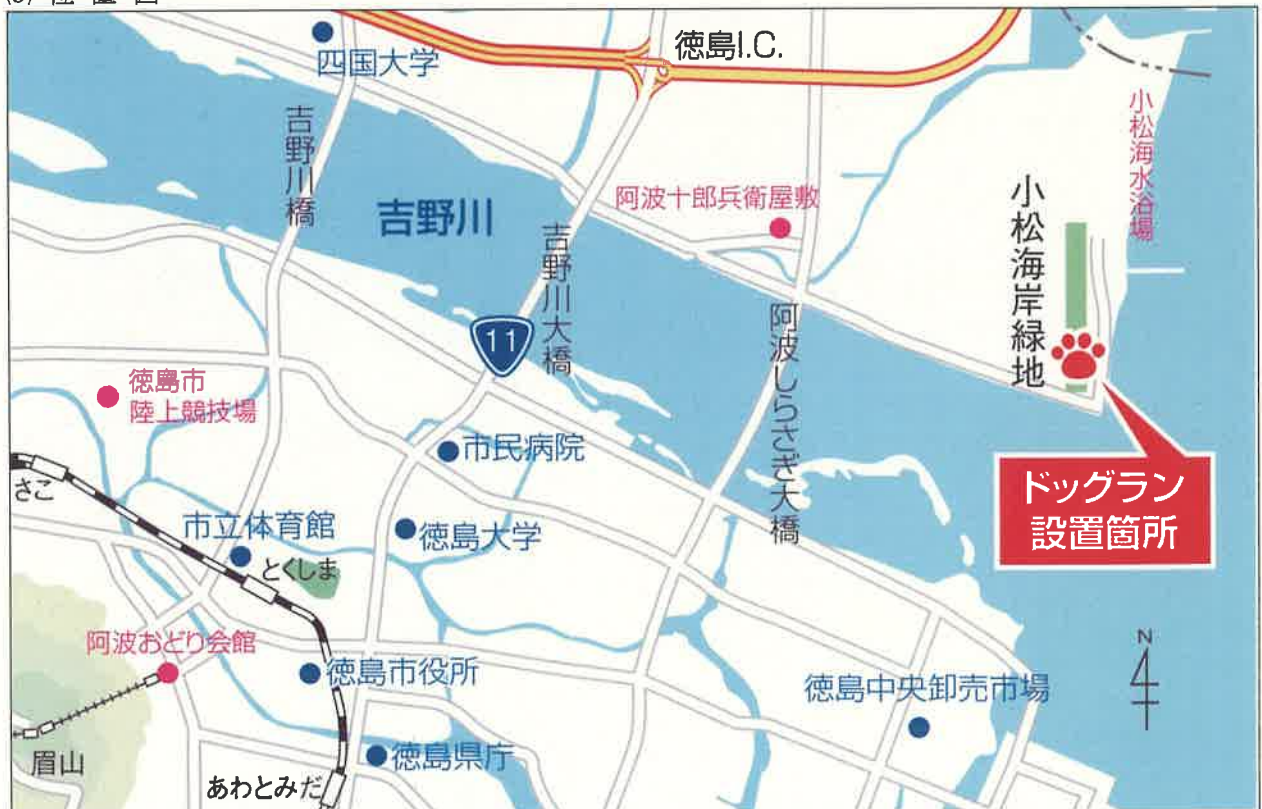 (3) 位 置 図
四国大学
徳島I.C.
吉野川橋
吉野川
吉野川大橋
阿波十郎兵衛屋敷
小松海水浴場
小松海岸緑地
阿波しらさぎ大橋
11
徳島市
陸上競技場
市民病院
ドッグラン
設置箇所
さこ
市立体育館
徳島大学
とくしま
阿波おどり会館
徳島市役所
徳島中央卸売市場
N
眉山
徳島県庁
あわとみだ